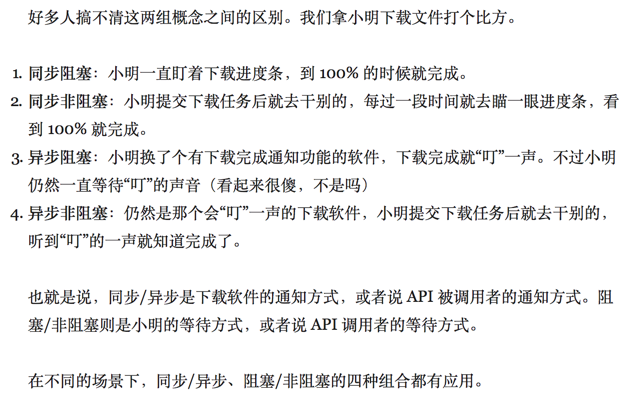 好多人搞不清这两组概念之间的区别。我们拿小明下载文件打个比方。
1. 同步阻塞：小明一直盯着下载进度条，到 100% 的时候就完成。
2. 同步非阻塞：小明提交下载任务后就去干别的，每过一段时间就去瞄一眼进度条，看
到 100% 就完成。
3. 异步阻塞：小明换了个有下载完成通知功能的软件，下载完成就“叮”一声。不过小明
仍然一直等待“叮”的声音（看起来很傻，不是吗）
4. 异步非阻塞：仍然是那个会“叮”一声的下载软件，小明提交下载任务后就去干别的，
听到“叮”的一声就知道完成了。
也就是说，同步/异步是下载软件的通知方式，或者说 API 被调用者的通知方式。阻
塞/非阻塞则是小明的等待方式，或者说 API 调用者的等待方式。
在不同的场景下，同步/异步、阻塞/非阻塞的四种组合都有应用。